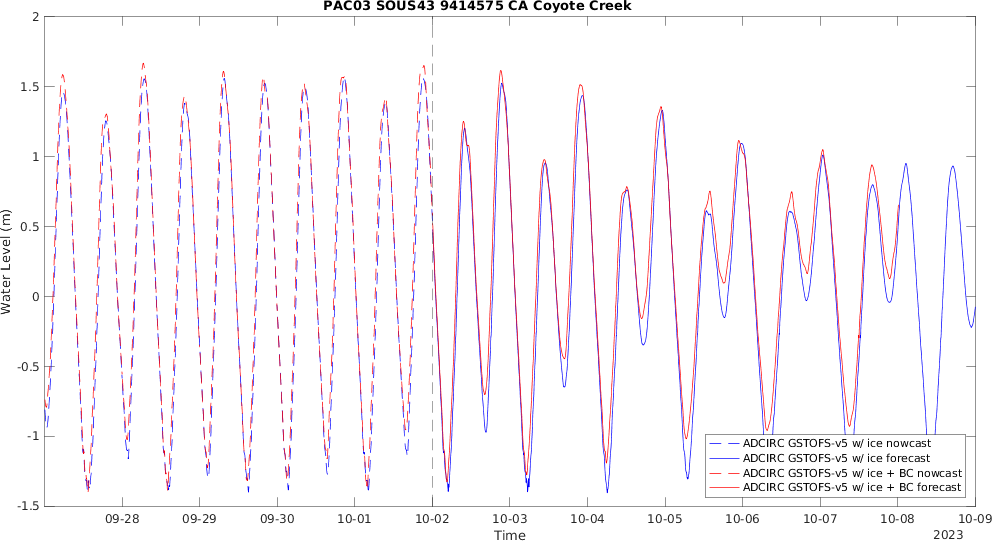 PAC03 SOUS43 9414575 CA Coyote Creek
2
1.5
1
0.5
0
-0.5
-1
-1.5
Water Level (m)
ADCIRC GSTOFS-v5 w/ ice nowcast
ADCIRC GSTOFS-v5 w/ ice forecast
ADCIRC GSTOFS-v5 w/ ice + BC nowcast
ADCIRC GSTOFS-v5 w/ ice + BC forecast
09-28 09-29 09-30 10-01 10-02 10-03 10-04 10-05 10-06 10-07 10-08 10-09
Time
2023